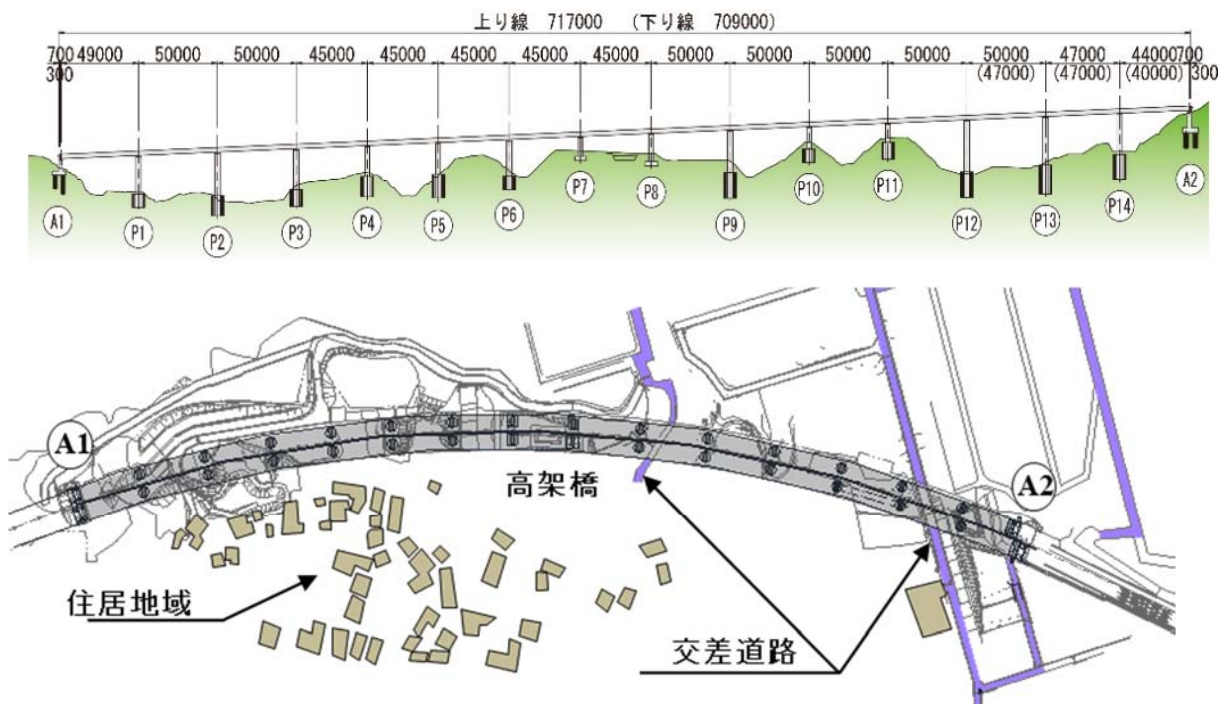 上り線 717000 (下り線 709000)
700 49000 50000 50000 45000 45000 45000 45000 45000 50000 50000 50000 50000 50000 47000 44000 700
300 (47000) (47000) (40000) 300
A1 P1 P2 P3 P4 P5 P6 P7 P8 P9 P10 P11 P12 P13 P14 A2
A1
高架橋
A2
住居地域
交差道路